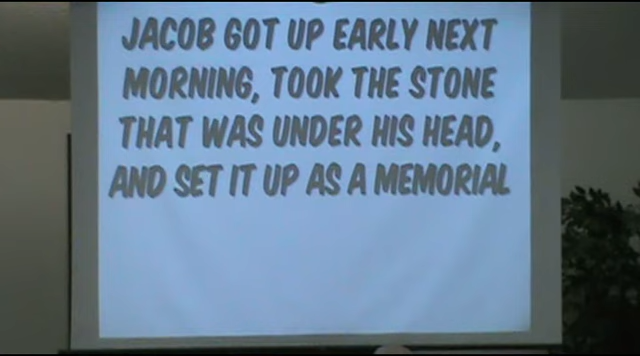 JACOB GOT UP EARLY NEXT
MORNING, TOOK THE STONE
THAT WAS UNDER HIS HEAD,
AND SET IT UP AS A MEMORIAL